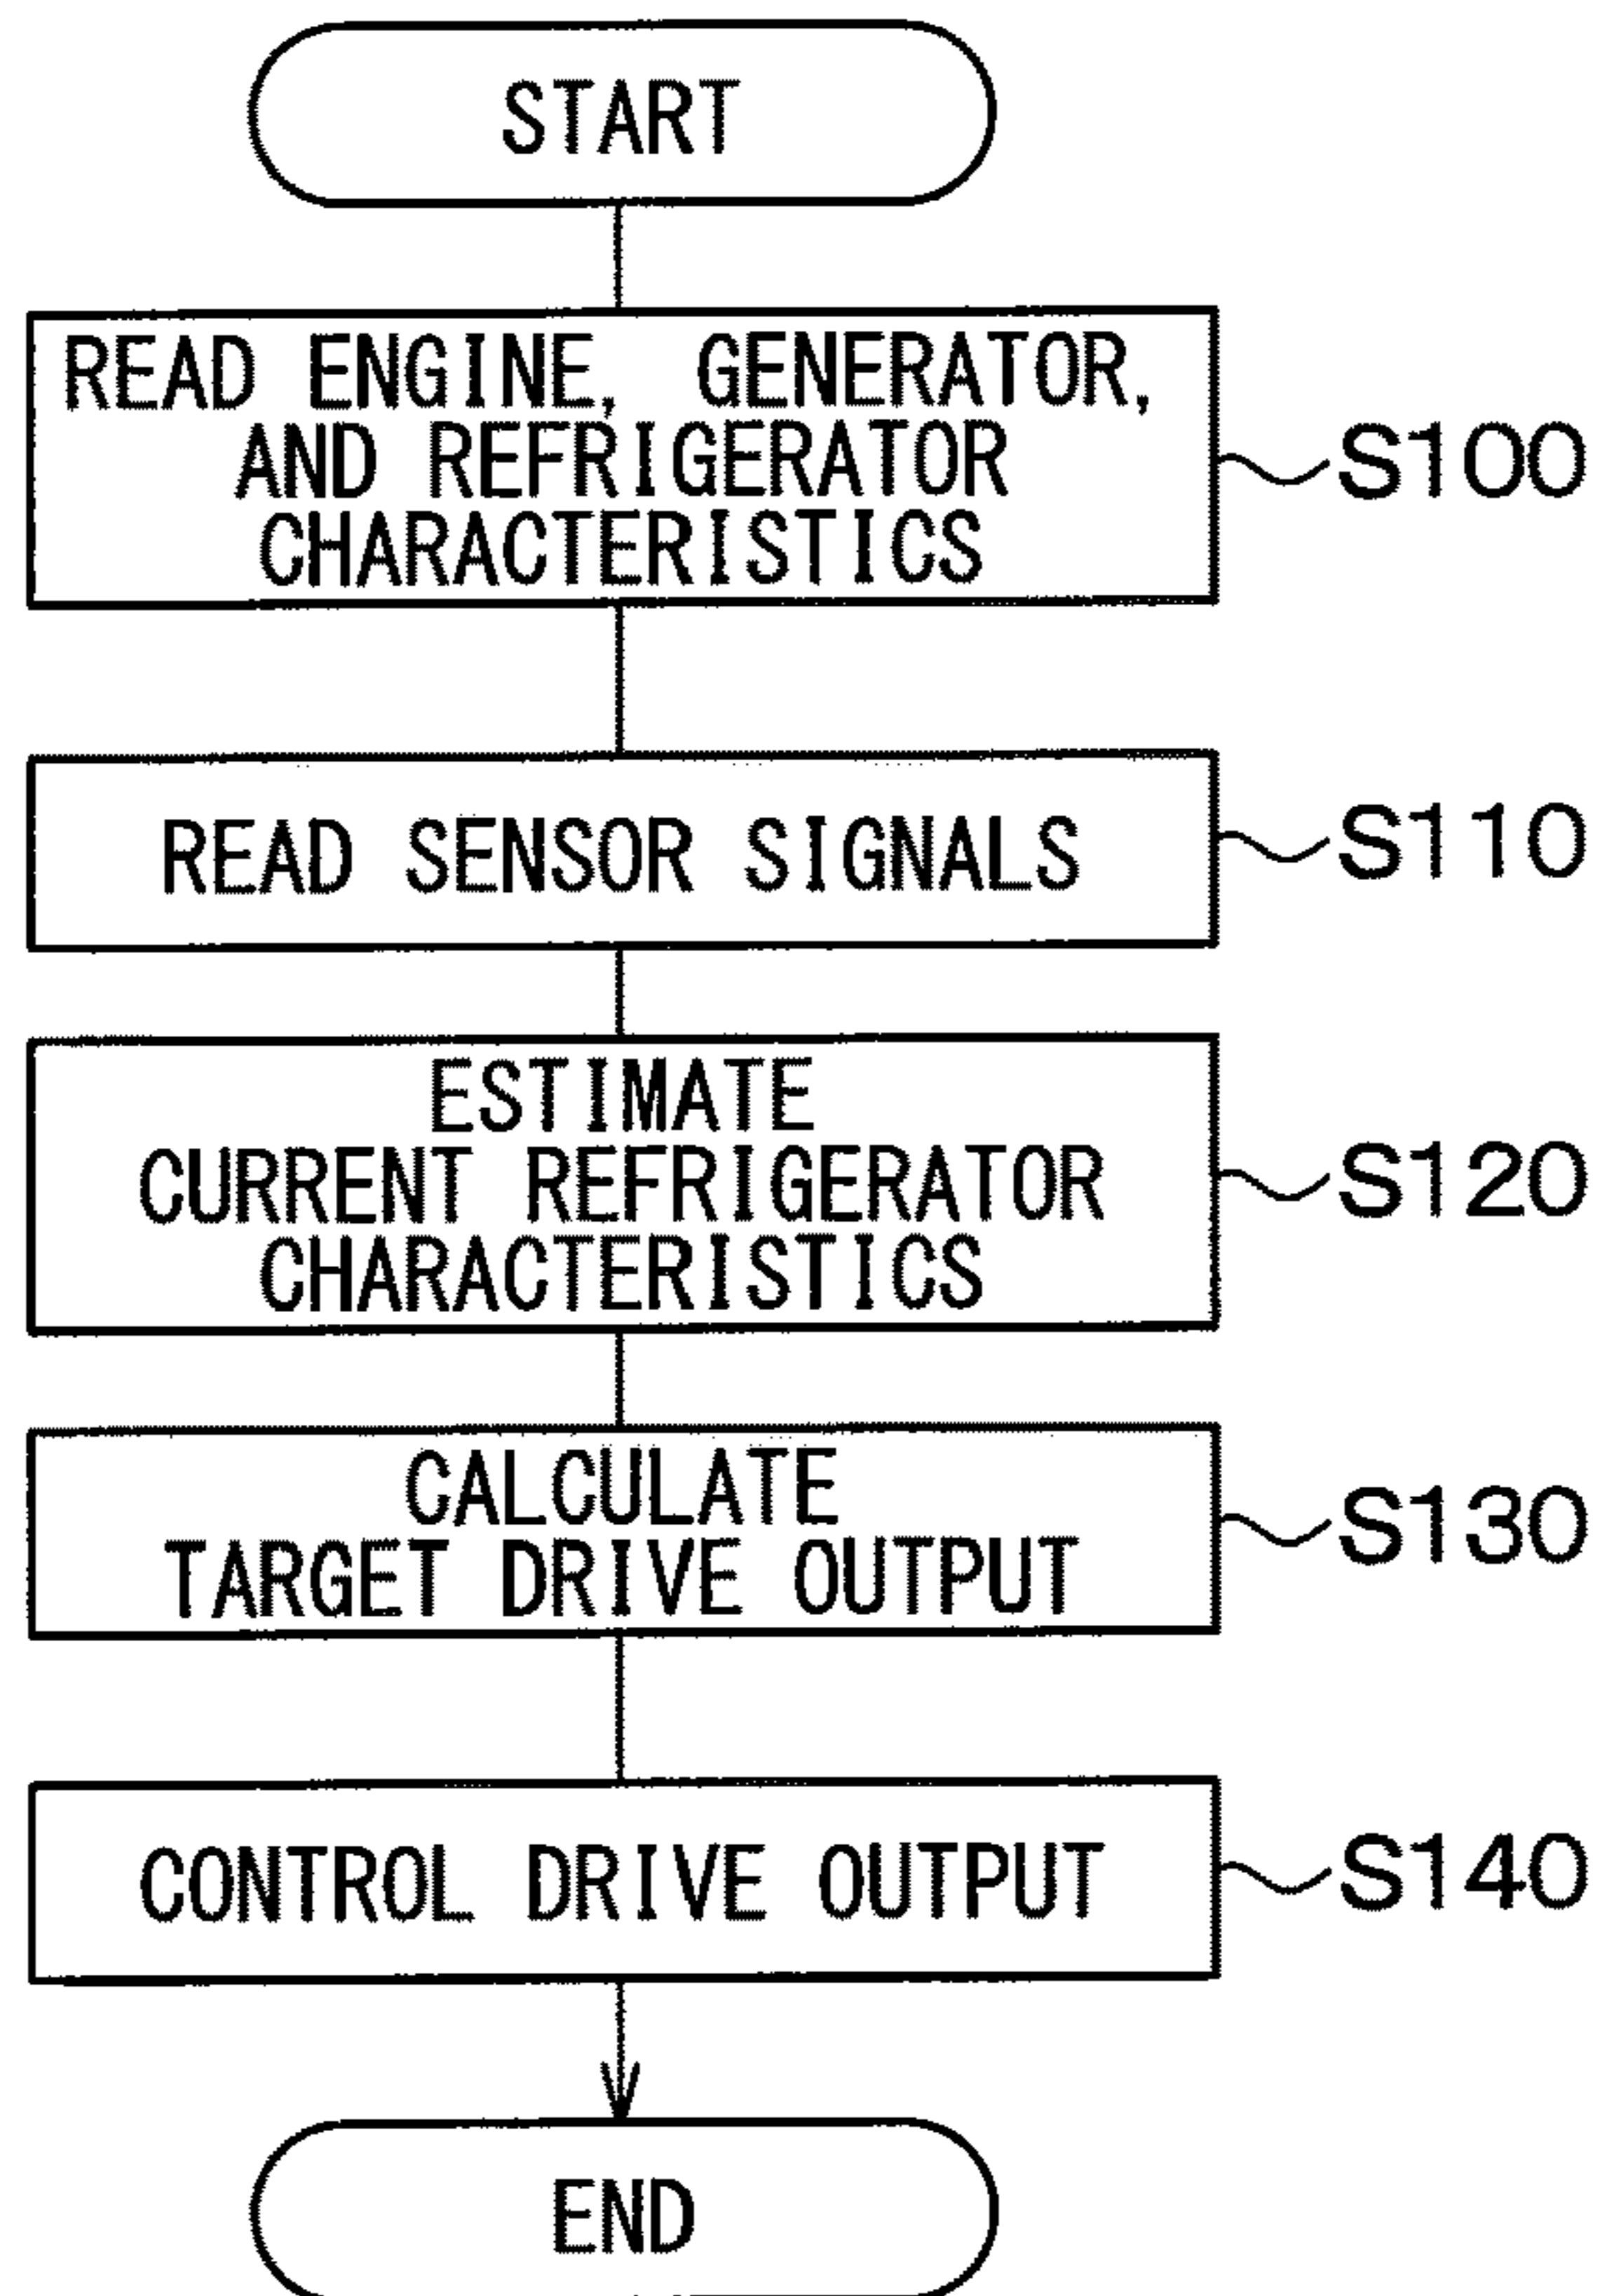 START
READ ENGINE, GENERATOR,
AND REFRIGERATOR
CHARACTERISTICS
S100
READ SENSOR SIGNALS
S110
ESTIMATE
CURRENT REFRIGERATOR
CHARACTERISTICS
S120
CALCULATE
TARGET DRIVE OUTPUT
S130
CONTROL DRIVE OUTPUT
S140
END